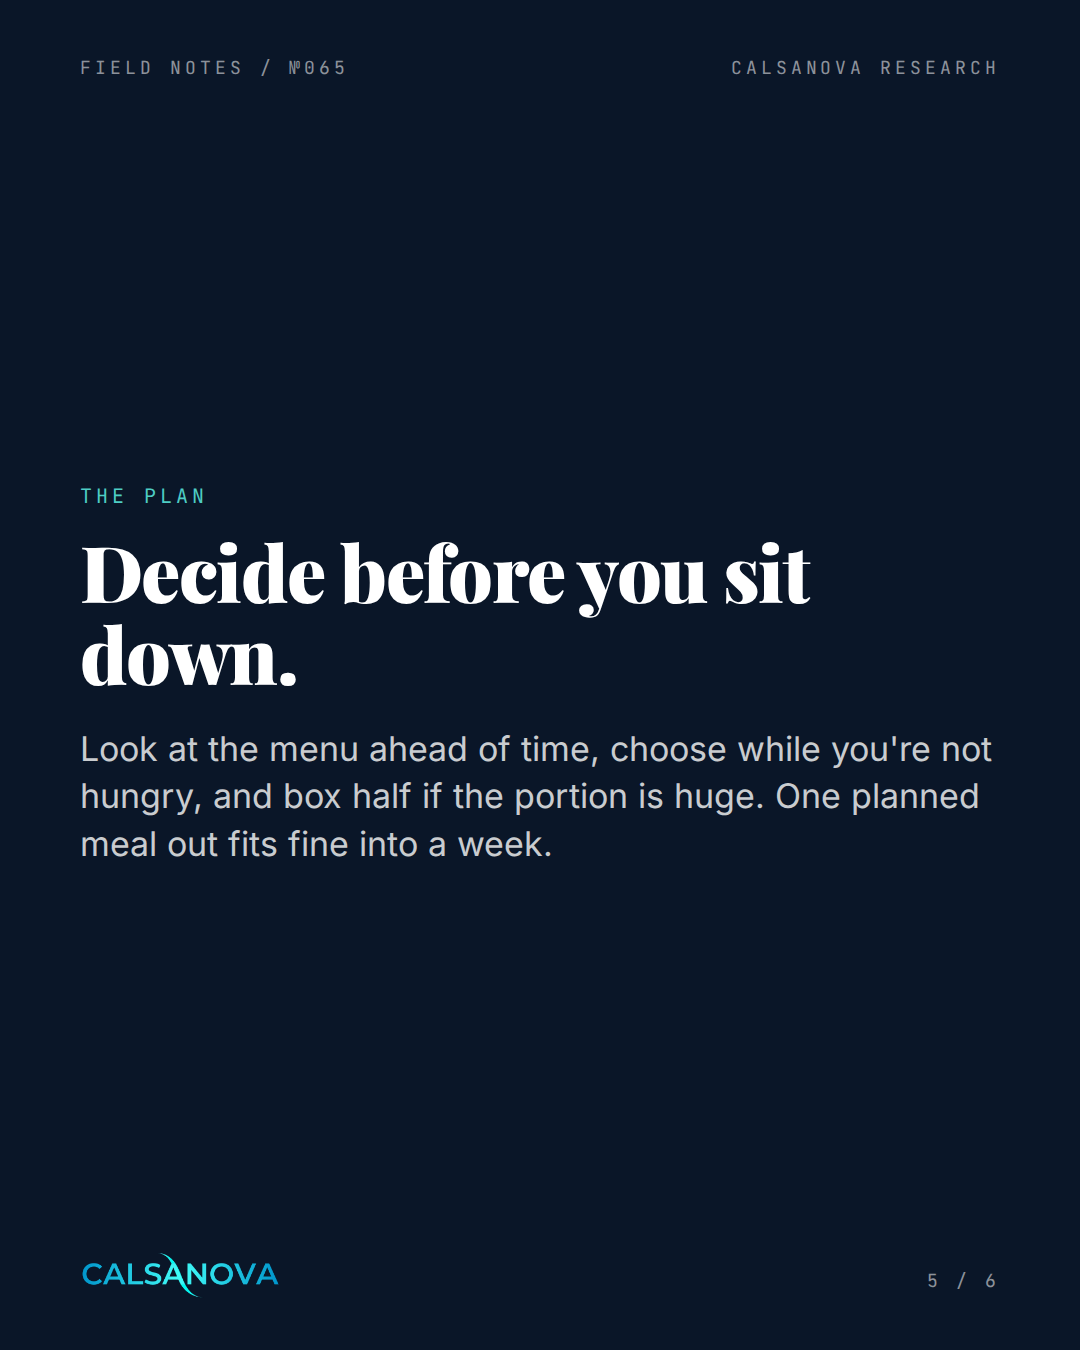 FIELD NOTES / №065
CALSANOVA RESEARCH
THE PLAN
Decide before you sit
down.
Look at the menu ahead of time, choose while you're not
hungry, and box half if the portion is huge. One planned
meal out fits fine into a week.
CALSANOVA
5 / 6